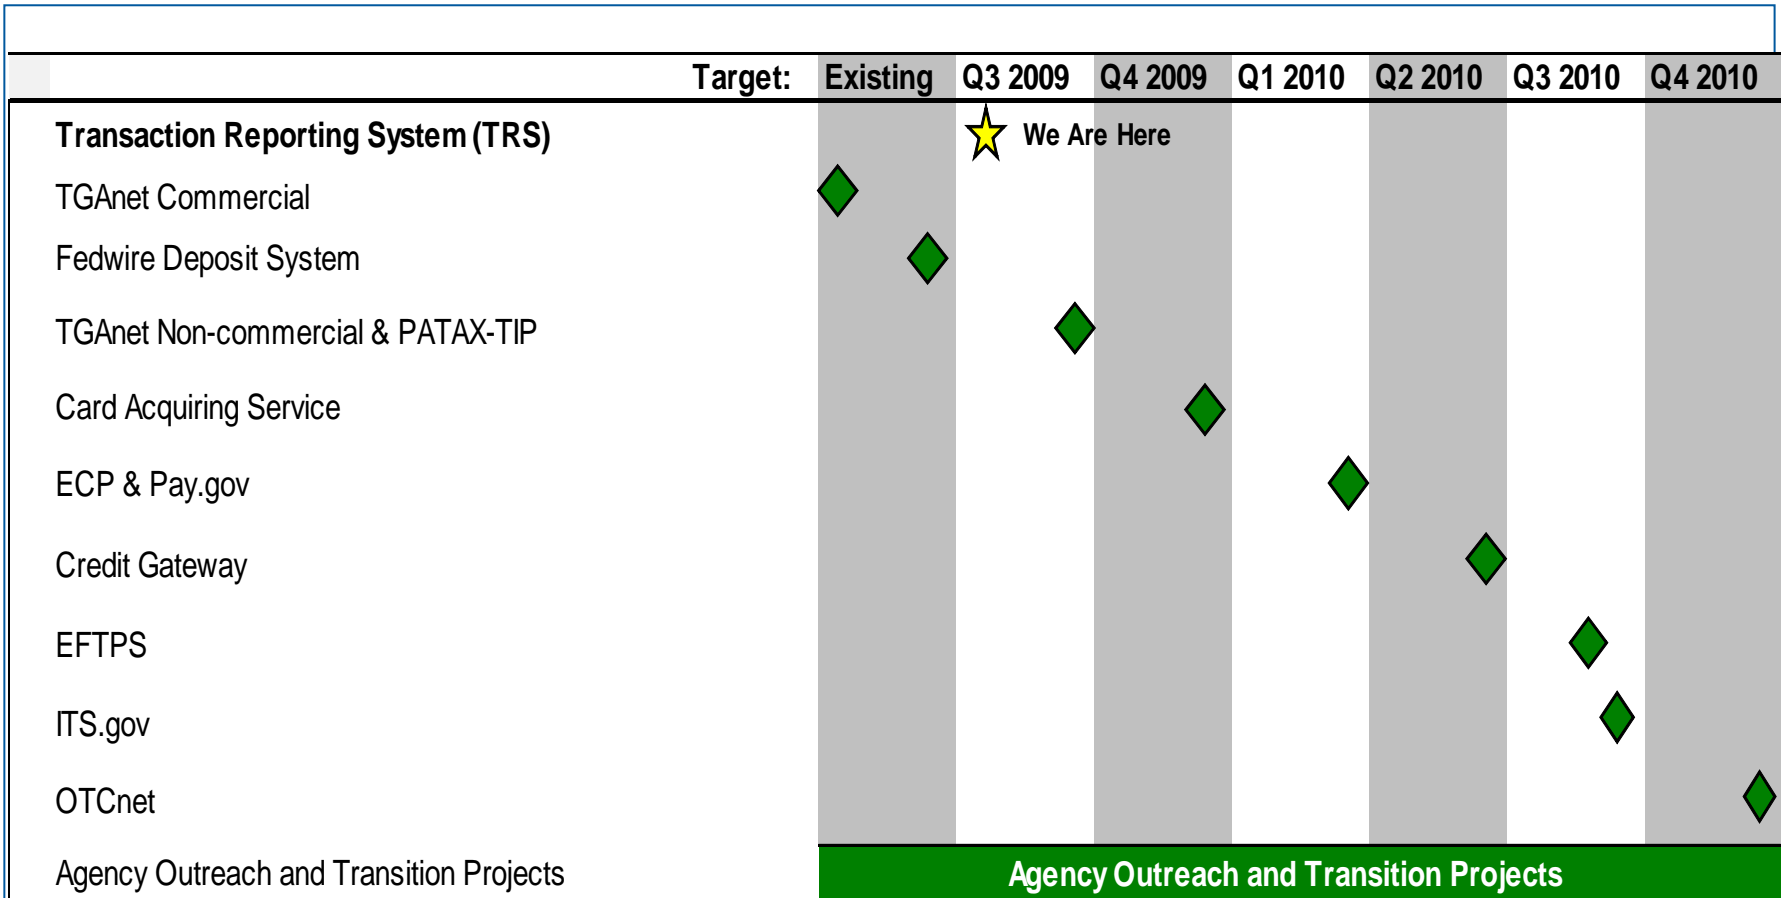 Target: Existing Q3 2009 Q4 2009 Q1 2010 Q2 2010 Q3 2010 Q4 2010
Transaction Reporting System (TRS) We Are Here
TGAnet Commercial
Fedwire Deposit System
TGAnet Non-commercial & PATAX-TIP
Card Acquiring Service
ECP & Pay.gov
Credit Gateway
EFTPS
ITS.gov
OTCnet
Agency Outreach and Transition Projects Agency Outreach and Transition Projects